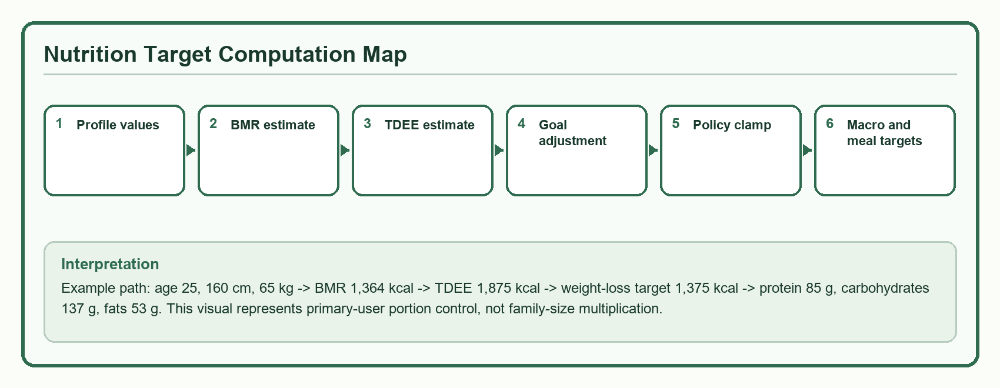 Nutrition Target Computation Map
1 Profile values
2 BMR estimate
3 TDEE estimate
4 Goal
adjustment
5 Policy clamp
6 Macro and
meal targets
Interpretation
Example path: age 25, 160 cm, 65 kg -> BMR 1,364 kcal -> TDEE 1,875 kcal -> weight-loss target 1,375 kcal -> protein 85 g, carbohydrates
137 g, fats 53 g. This visual represents primary-user portion control, not family-size multiplication.